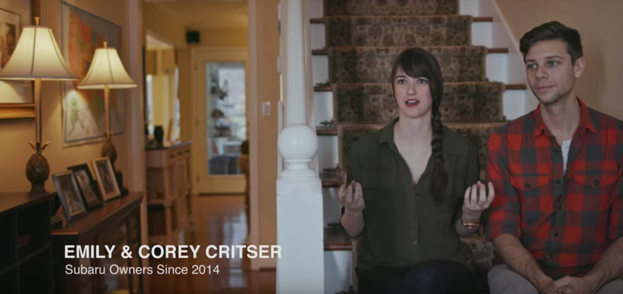 EMILY & COREY CRITSER
Subaru Owners Since 2014